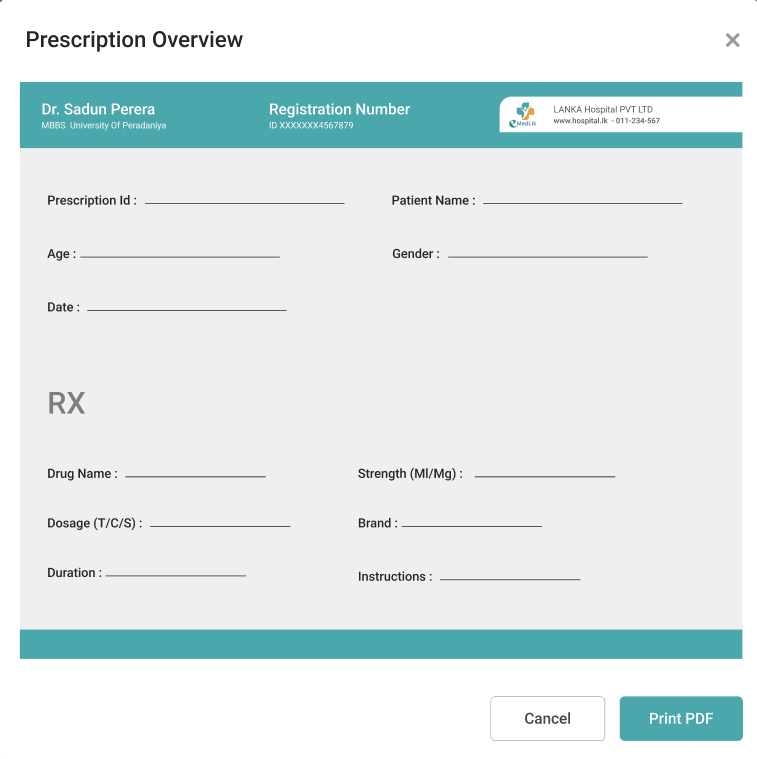 Prescription Overview
Dr. Sadun Perera
MBBS University Of Peradaniya
Registration Number
ID XXXXXXX4567879
Medi.lk
LANKA Hospital PVT LTD
www.hospital.lk - 011-234-567
Prescription Id :
Patient Name :
Age :
Gender :
Date :
RX
Drug Name :
Strength (Ml/Mg) :
Dosage (T/C/S) :
Brand :
Duration :
Instructions :
Cancel
Print PDF